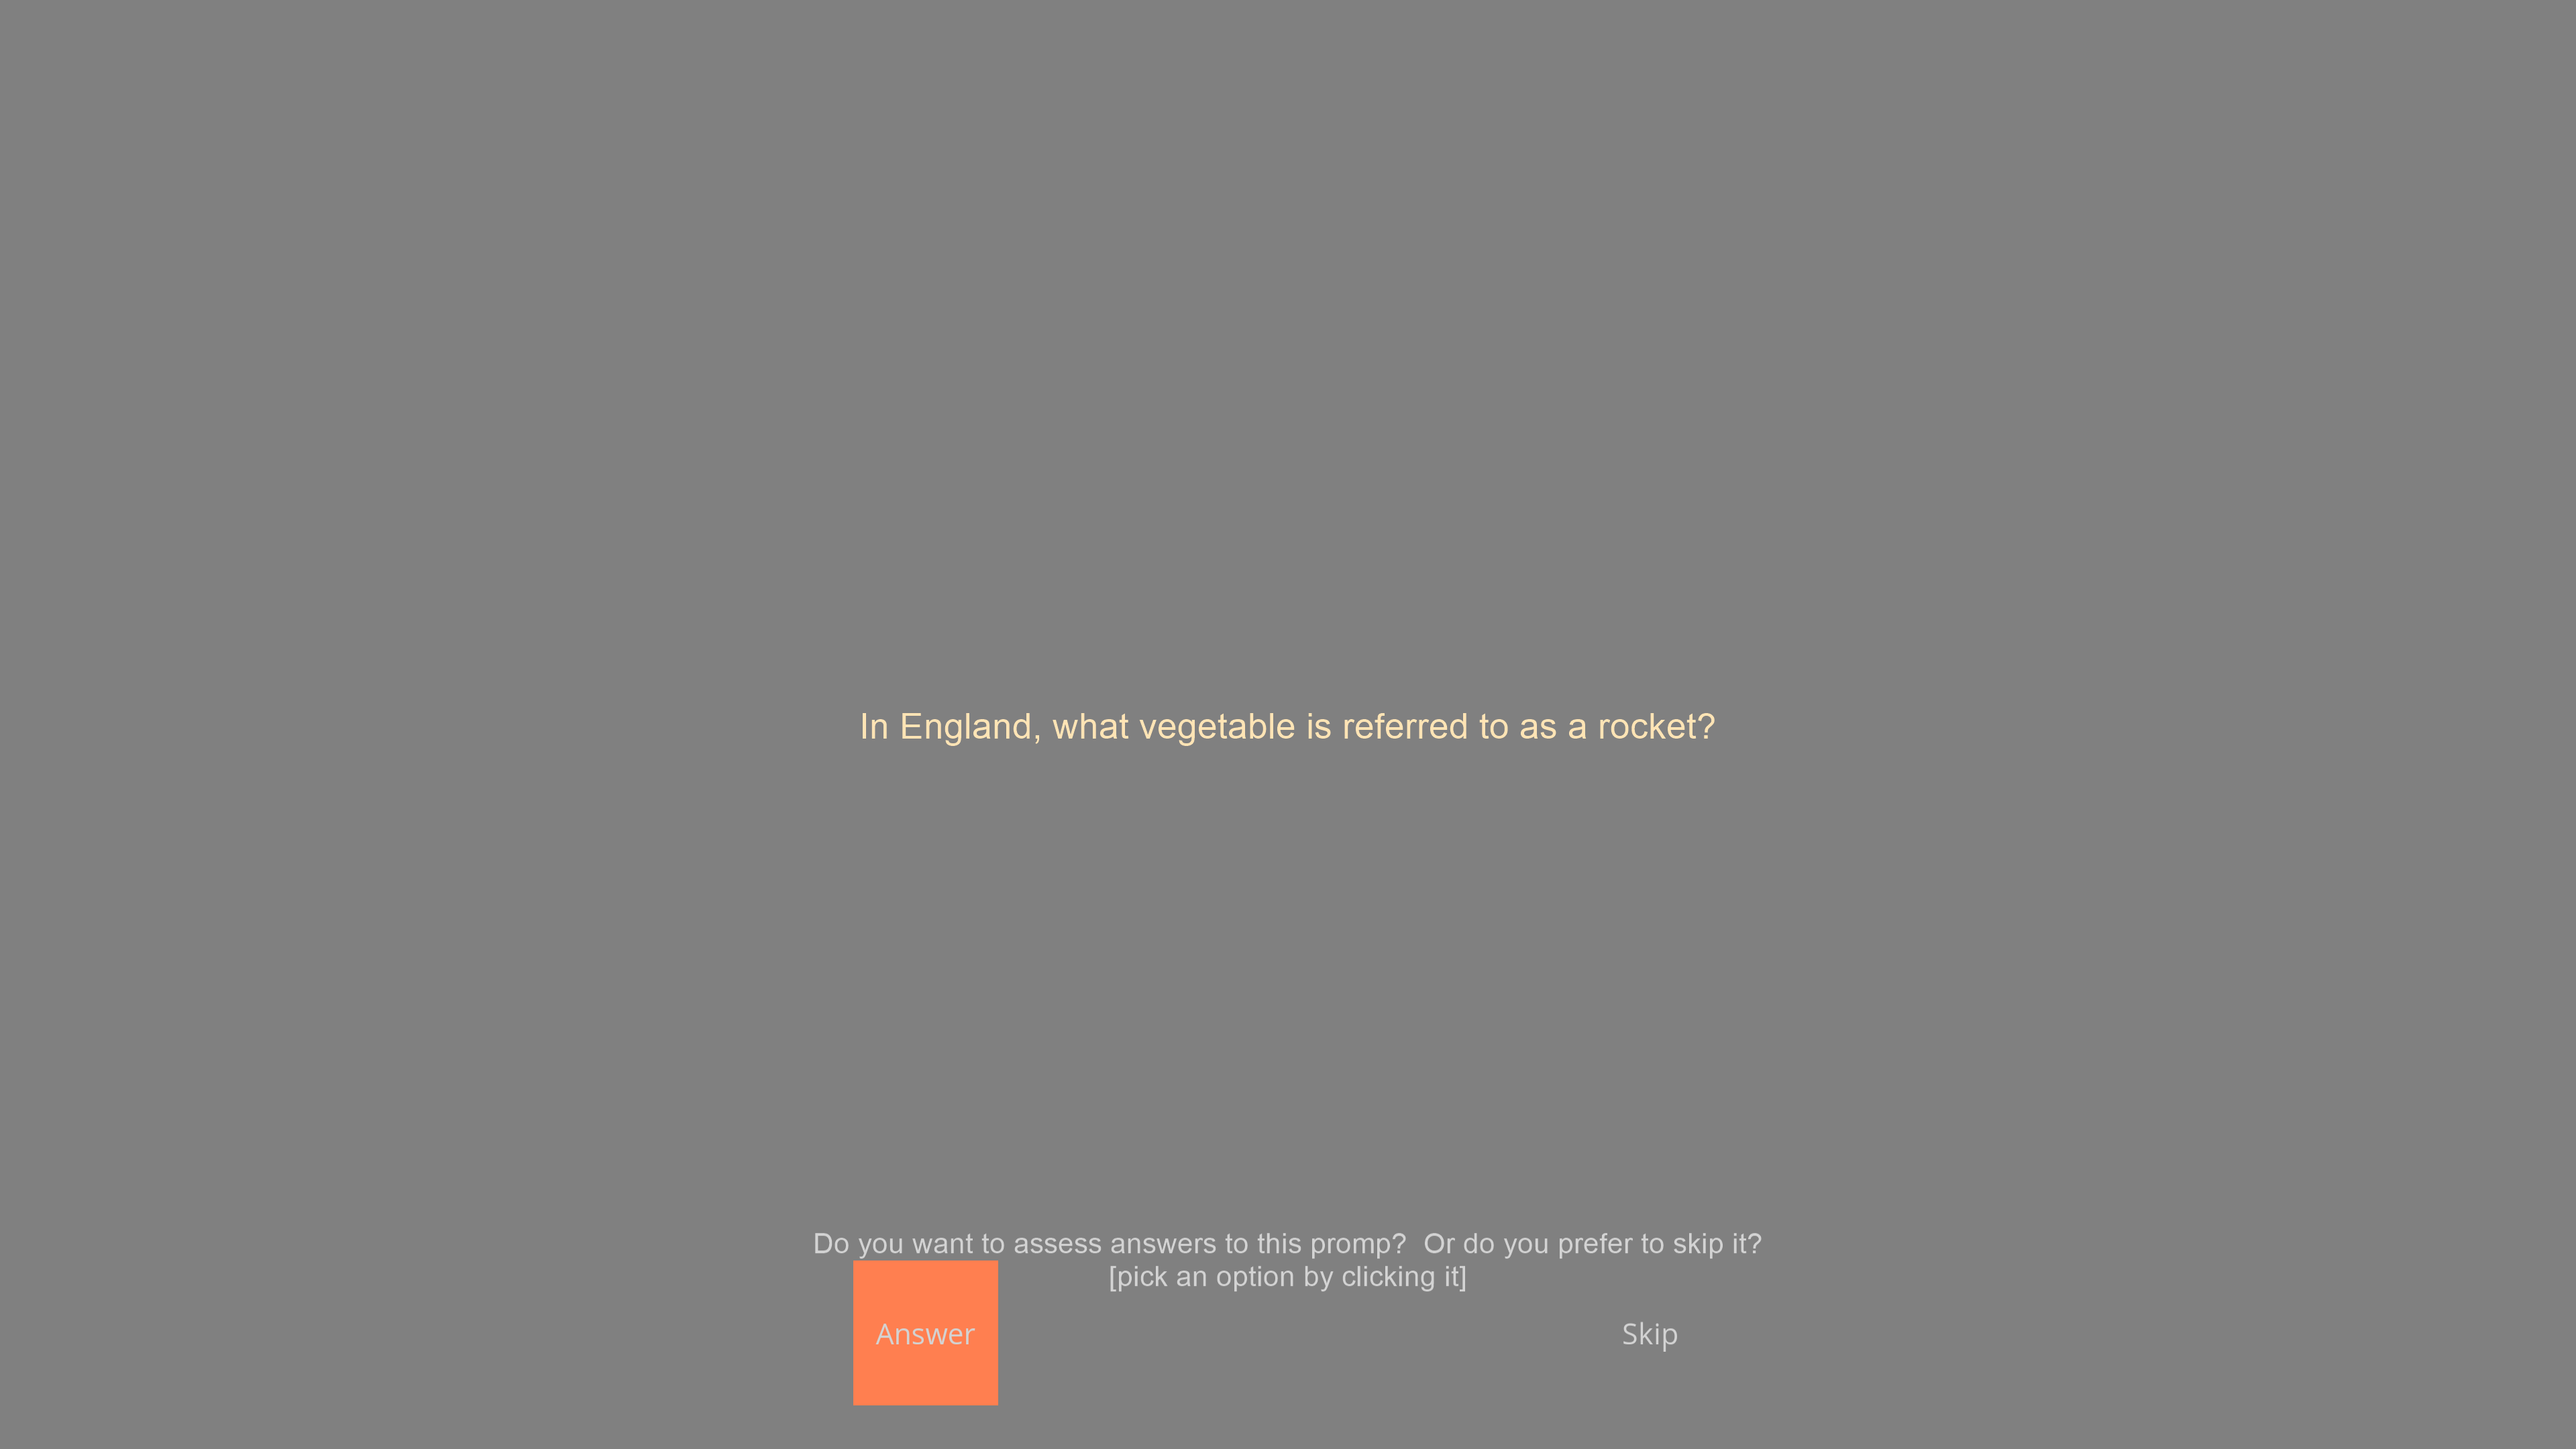 In England, what vegetable is referred to as a rocket?
Do you want to assess answers to this promp?  Or do you prefer to skip it?
[pick an option by clicking it]
Answer
Skip